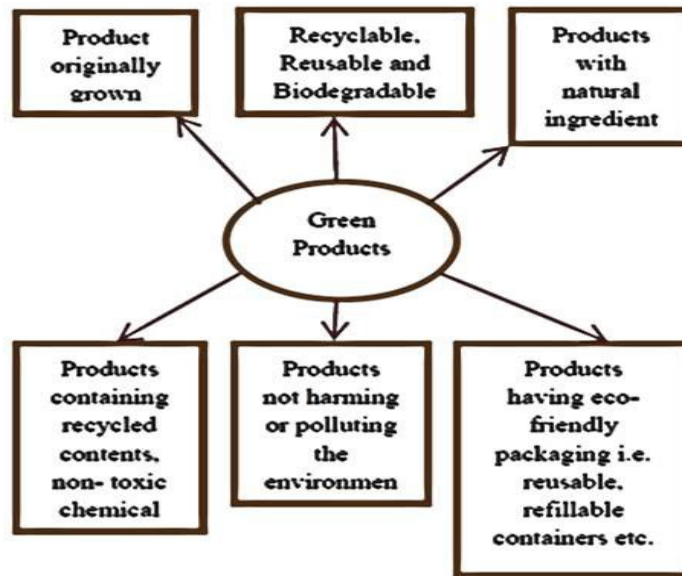 Product
originally
grown
Recyclable,
Reusable and
Biodegradable
Products
with
natural
ingredient
Green
Products
Products
containing
recycled
contents,
non- toxic
chemical
Products
not harming
or polluting
the
environmen
Products
having eco-
friendly
packaging i.e.
reusable,
refillable
containers etc.